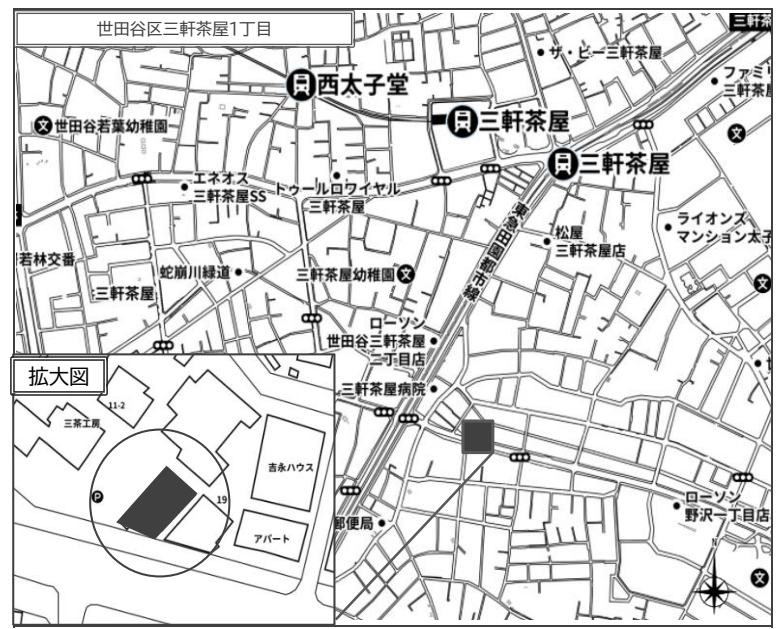 世田谷区三軒茶屋1丁目
三軒茶
ザ・ビー三軒茶屋
ファミリ
三軒茶屋
西太子堂
三軒茶屋
三軒茶屋
文
世田谷若葉幼稚園
文
エネオス
三軒茶屋SS
トゥールロワイヤル
三軒茶屋
東急田園都市線
松屋
三軒茶屋店
ライオンズ
マンション太子
若林交番
蛇崩川緑道
三軒茶屋幼稚園
文
文
三軒茶屋
ローソン
世田谷三軒茶屋
二丁目店
三軒茶屋病院
拡大図
11-2
三茶工房
吉永ハウス
P
19
アパート
郵便局
ローソン
野沢一丁目店
N
文